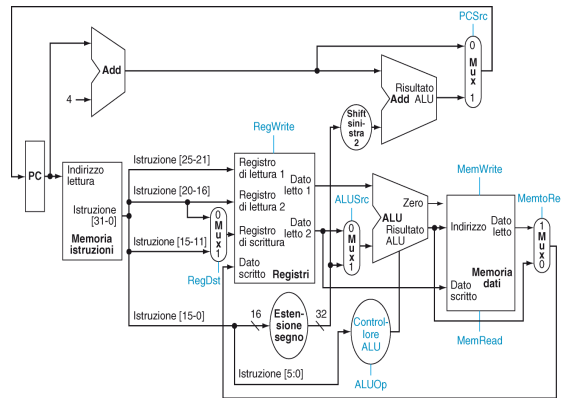 PCSrc
0
M
u
x
1
Add
4
Risultato
Add ALU
Shift
sini-
stra
2
RegWrite
PC
Indirizzo
lettura
Istruzione
[31-0]
Memoria
istruzioni
Istruzione [25-21]
Istruzione [20-16]
Istruzione [15-11]
0
M
u
x
1
RegDst
Registro
di lettura 1
Registro
di lettura 2
Registro
di scrittura
Dato
scritto
Dato
letto 1
Dato
letto 2
Registri
ALUSrc
0
M
u
x
1
Zero
ALU
Risultato
ALU
MemWrite
Indirizzo
Dato
letto
Dato
scritto
Memoria
dati
MemRead
MemtoRe
1
M
u
x
0
Istruzione [15-0]
16
Esten-
sione
segno
32
Control-
lore
ALU
ALUOp
Istruzione [5:0]